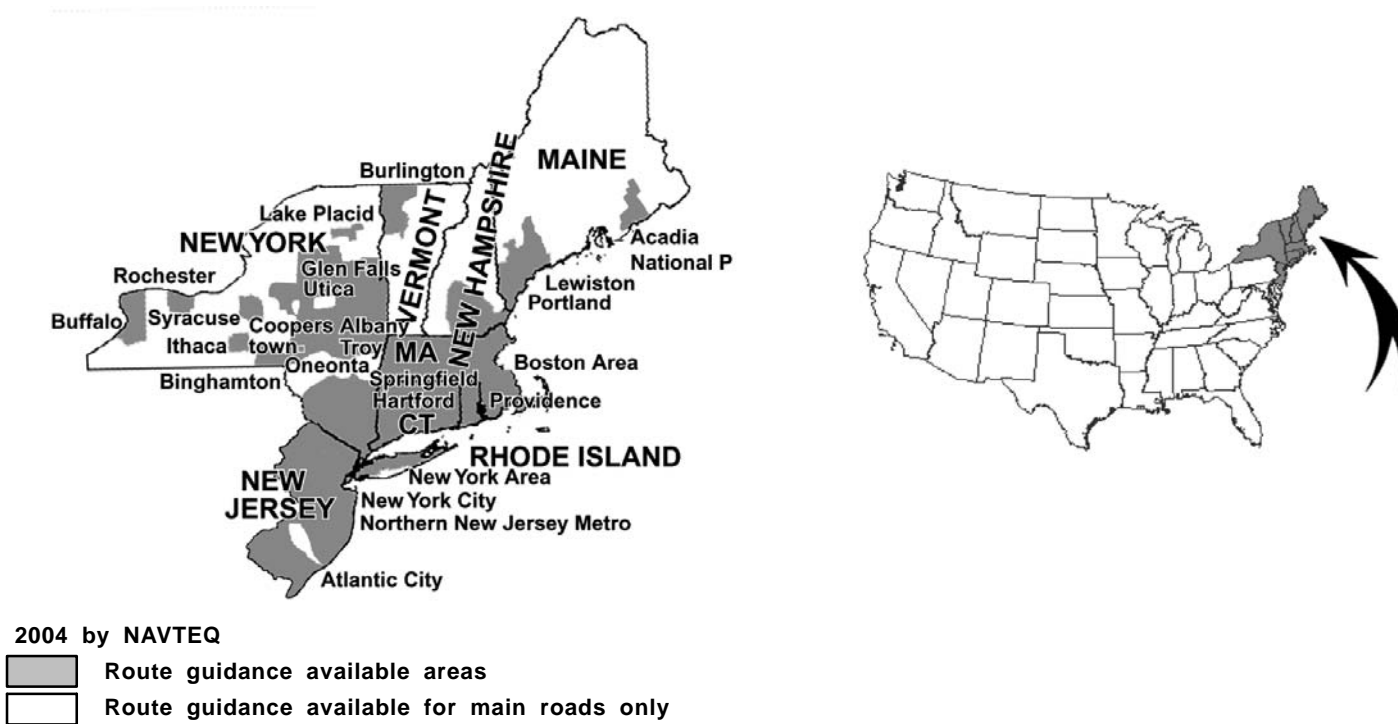 MAINE
NEW HAMPSHIRE
Burlington
VERMONT
Lake Placid
NEW YORK
Acadia
National P
Glen Falls
Rochester
Utica
Lewiston
Portland
Buffalo
Syracuse
Coopers Albany
town
Ithaca
Troy
MA
Oneonta
Boston Area
Binghamton
Springfield
Hartford
Providence
CT
RHODE ISLAND
NEW
JERSEY
New York Area
New York City
Northern New Jersey Metro
Atlantic City
2004 by NAVTEQ
Route guidance available areas
Route guidance available for main roads only